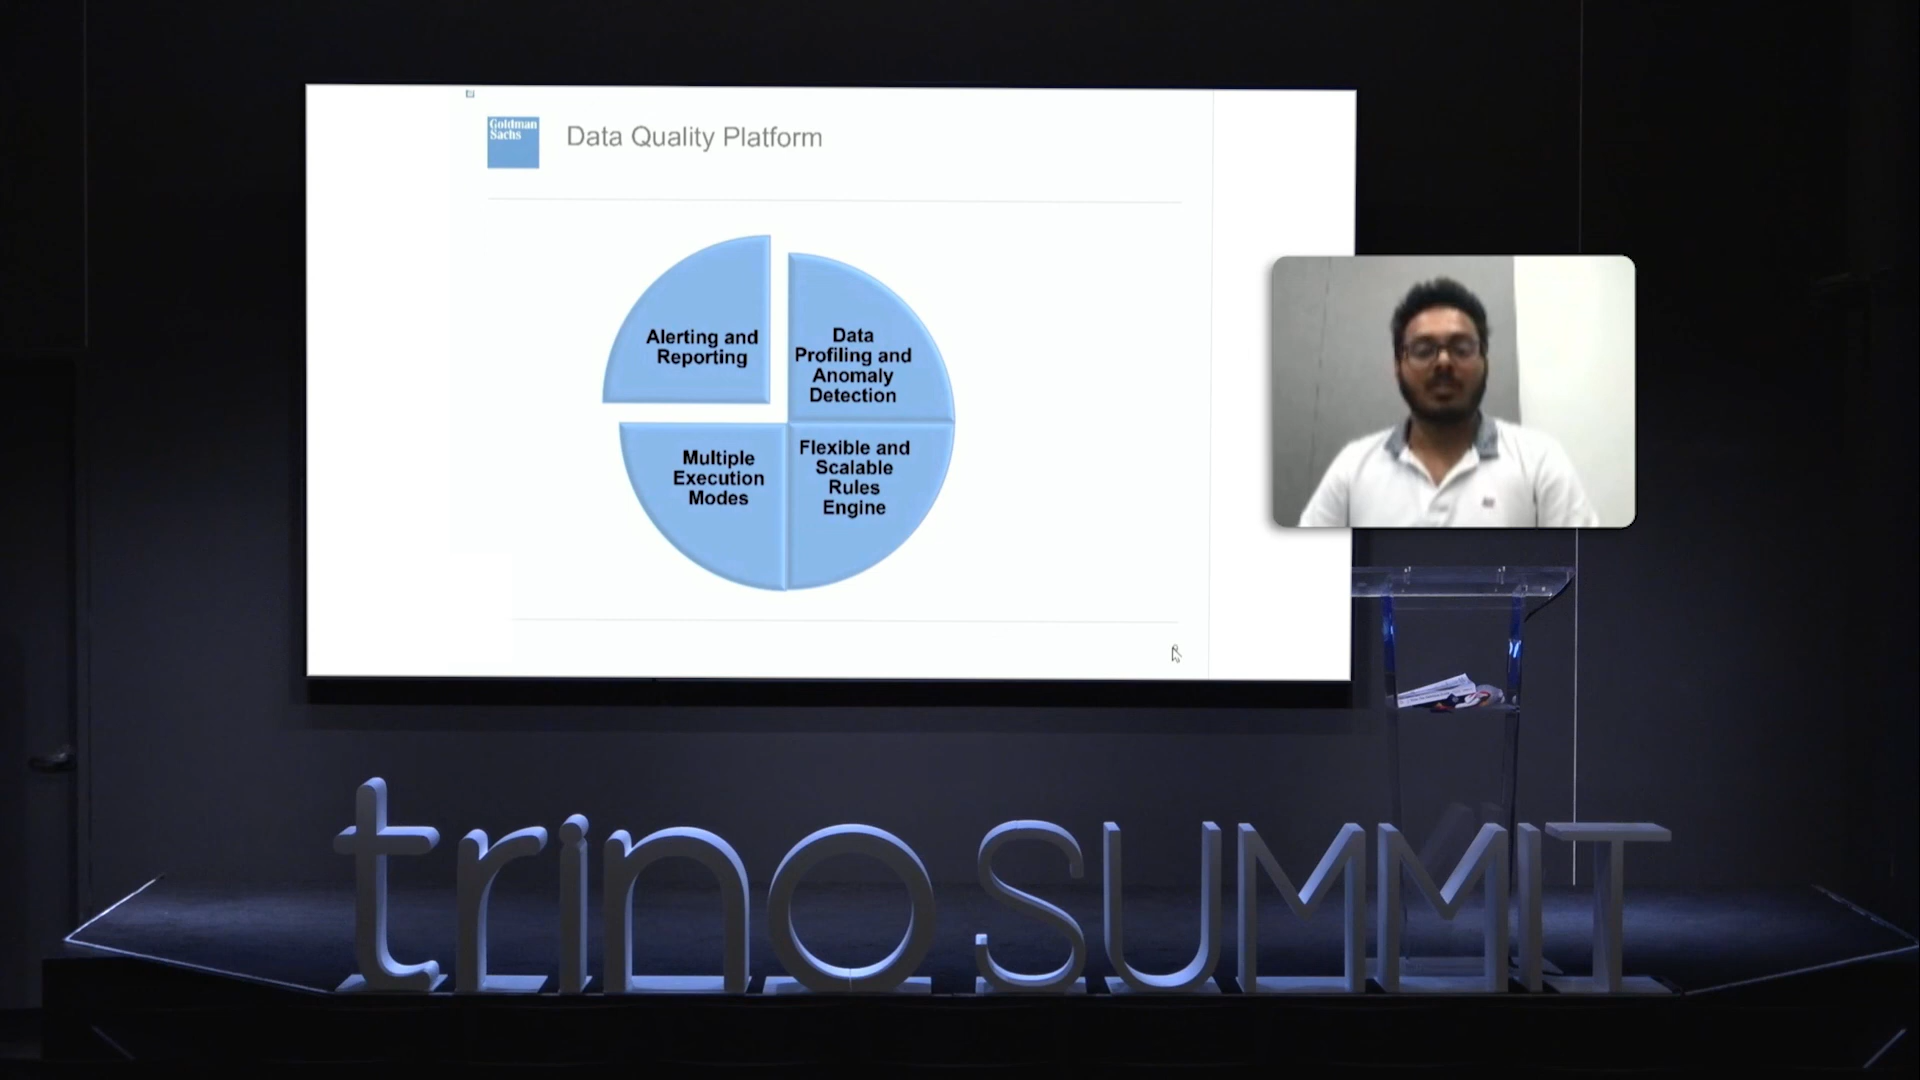 Goldman
Sachs
Data Quality Platform
Alerting and
Reporting
Data
Profiling and
Anomaly
Detection
Multiple
Execution
Modes
Flexible and
Scalable
Rules
Engine
trino SUMMIT